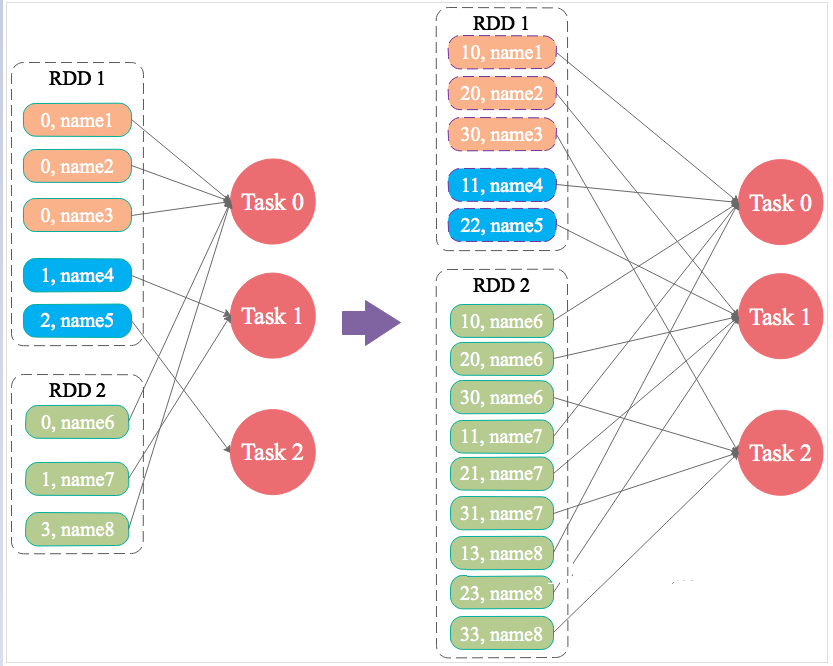 RDD 1
0, name1
0, name2
0, name3
1, name4
2, name5
RDD 2
0, name6
1, name7
3, name8
Task 0
Task 1
Task 2
RDD 1
10, name1
20, name2
30, name3
11, name4
22, name5
RDD 2
10, name6
20, name6
30, name6
11, name7
21, name7
31, name7
13, name8
23, name8
33, name8
Task 0
Task 1
Task 2